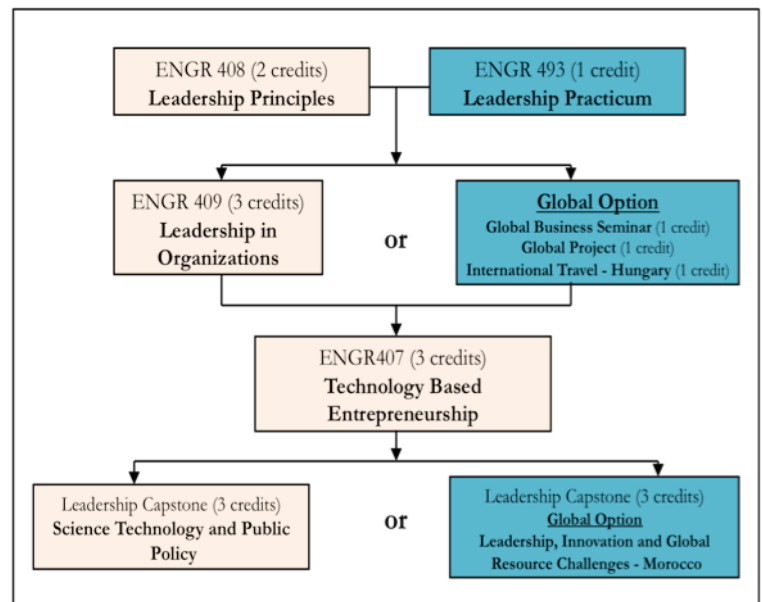 ENGR 408 (2 credits)
Leadership Principles
ENGR 493 (1 credit)
Leadership Practicum
ENGR 409 (3 credits)
Leadership in
Organizations
or
Global Option
Global Business Seminar (1 credit)
Global Project (1 credit)
International Travel - Hungary (1 credit)
ENGR407 (3 credits)
Technology Based
Entrepreneurship
Leadership Capstone (3 credits)
Science Technology and Public
Policy
or
Leadership Capstone (3 credits)
Global Option
Leadership, Innovation and Global
Resource Challenges - Morocco